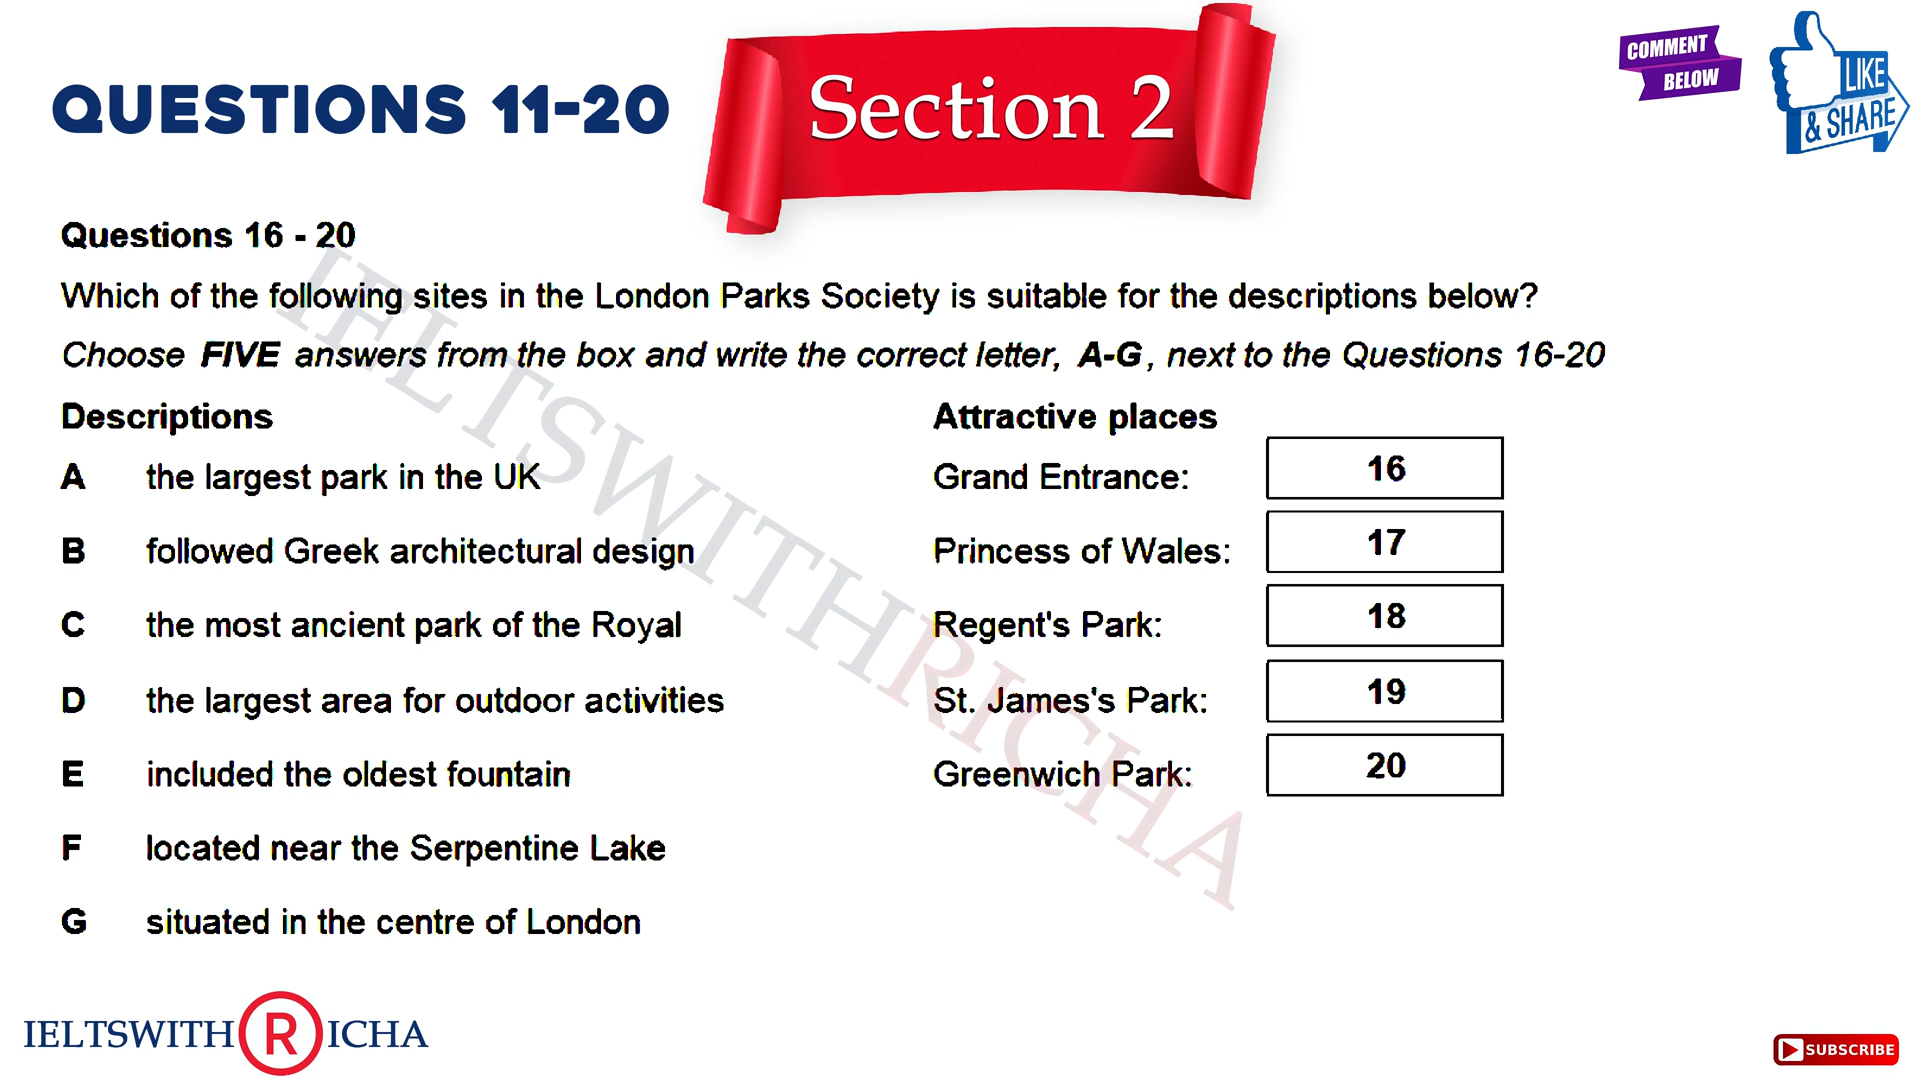 QUESTIONS 11-20
Section 2
COMMENT
BELOW
LIKE
& SHARE
Questions 16 - 20
Which of the following sites in the London Parks Society is suitable for the descriptions below?
Choose FIVE answers from the box and write the correct letter, A-G, next to the Questions 16-20
Descriptions
Attractive places
A the largest park in the UK
Grand Entrance: 16
B followed Greek architectural design
Princess of Wales: 17
C the most ancient park of the Royal
Regent's Park: 18
D the largest area for outdoor activities
St. James's Park: 19
E included the oldest fountain
Greenwich Park: 20
F located near the Serpentine Lake
G situated in the centre of London
IELTSWITHRICHA
IELTSWITHRICHA
SUBSCRIBE